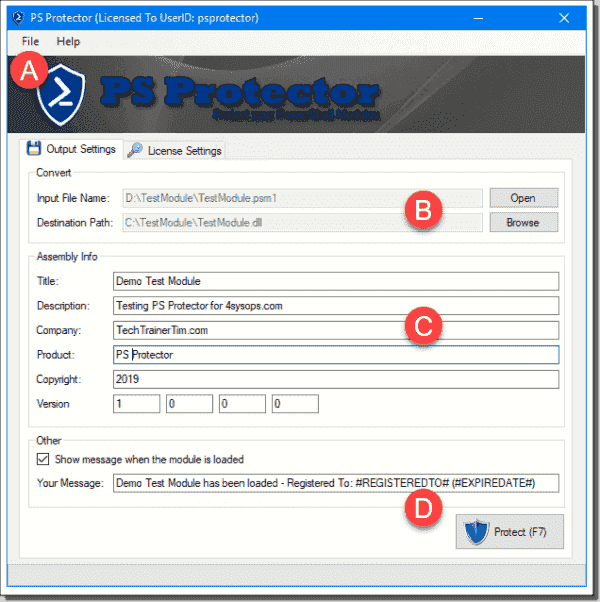 PS Protector (Licensed To UserID: psprotector)
File Help
A
PS Protector
Protect your PowerShell Modules
Output Settings License Settings
Convert
Input File Name: D:\TestModule\TestModule.psm1 Open
B
Destination Path: C:\TestModule\TestModule.dll Browse
Assembly Info
Title: Demo Test Module
Description: Testing PS Protector for 4sysops.com
Company: TechTrainerTim.com
C
Product: PS Protector
Copyright: 2019
Version 1 0 0 0
Other
Show message when the module is loaded
Your Message: Demo Test Module has been loaded - Registered To: #REGISTEREDTO# (#EXPIREDATE#)
D
Protect (F7)